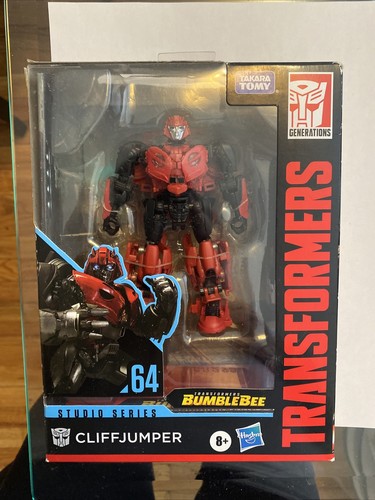 TAKARA
TOMY
GENERATIONS
TRANSFORMERS
64
TRANSFORMERS
BUMBLEBEE
STUDIO SERIES
CLIFFJUMPER
8+
Hasbro